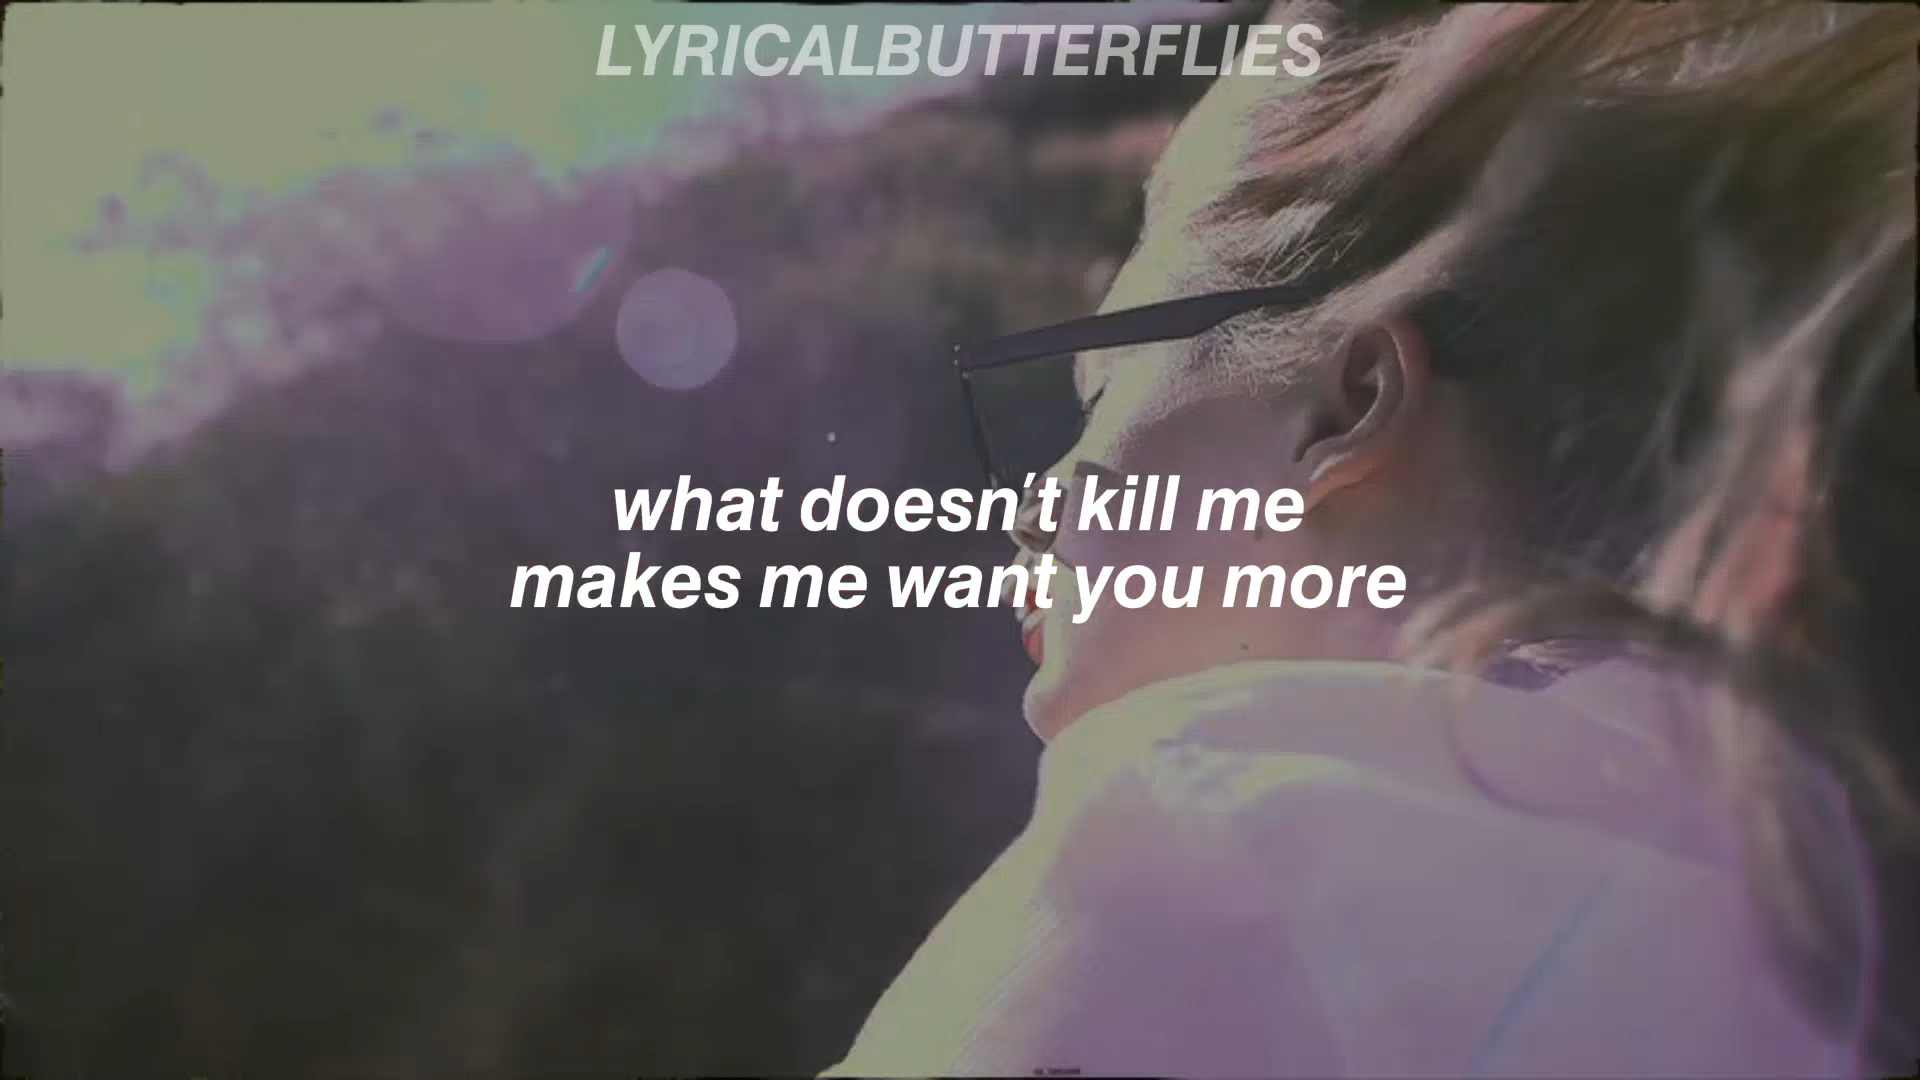 LYRICALBUTTERFLIES
what doesn't kill me
makes me want you more